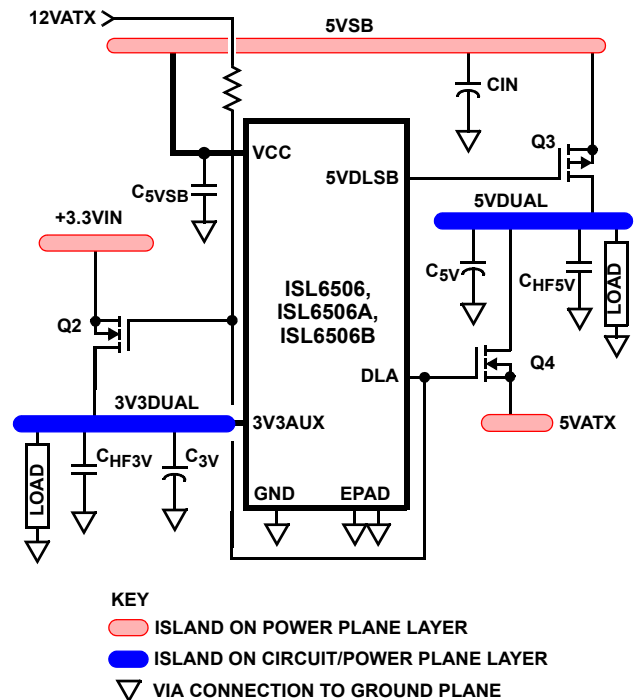 12VATX
5VSB
CIN
Q3
VCC
5VDLSB
C5VSB
+3.3VIN
5VDUAL
C5V
CHF5V
LOAD
ISL6506,
ISL6506A,
ISL6506B
Q2
Q4
DLA
3V3DUAL
3V3AUX
5VATX
CHF3V
C3V
LOAD
GND
EPAD
KEY
ISLAND ON POWER PLANE LAYER
ISLAND ON CIRCUIT/POWER PLANE LAYER
VIA CONNECTION TO GROUND PLANE